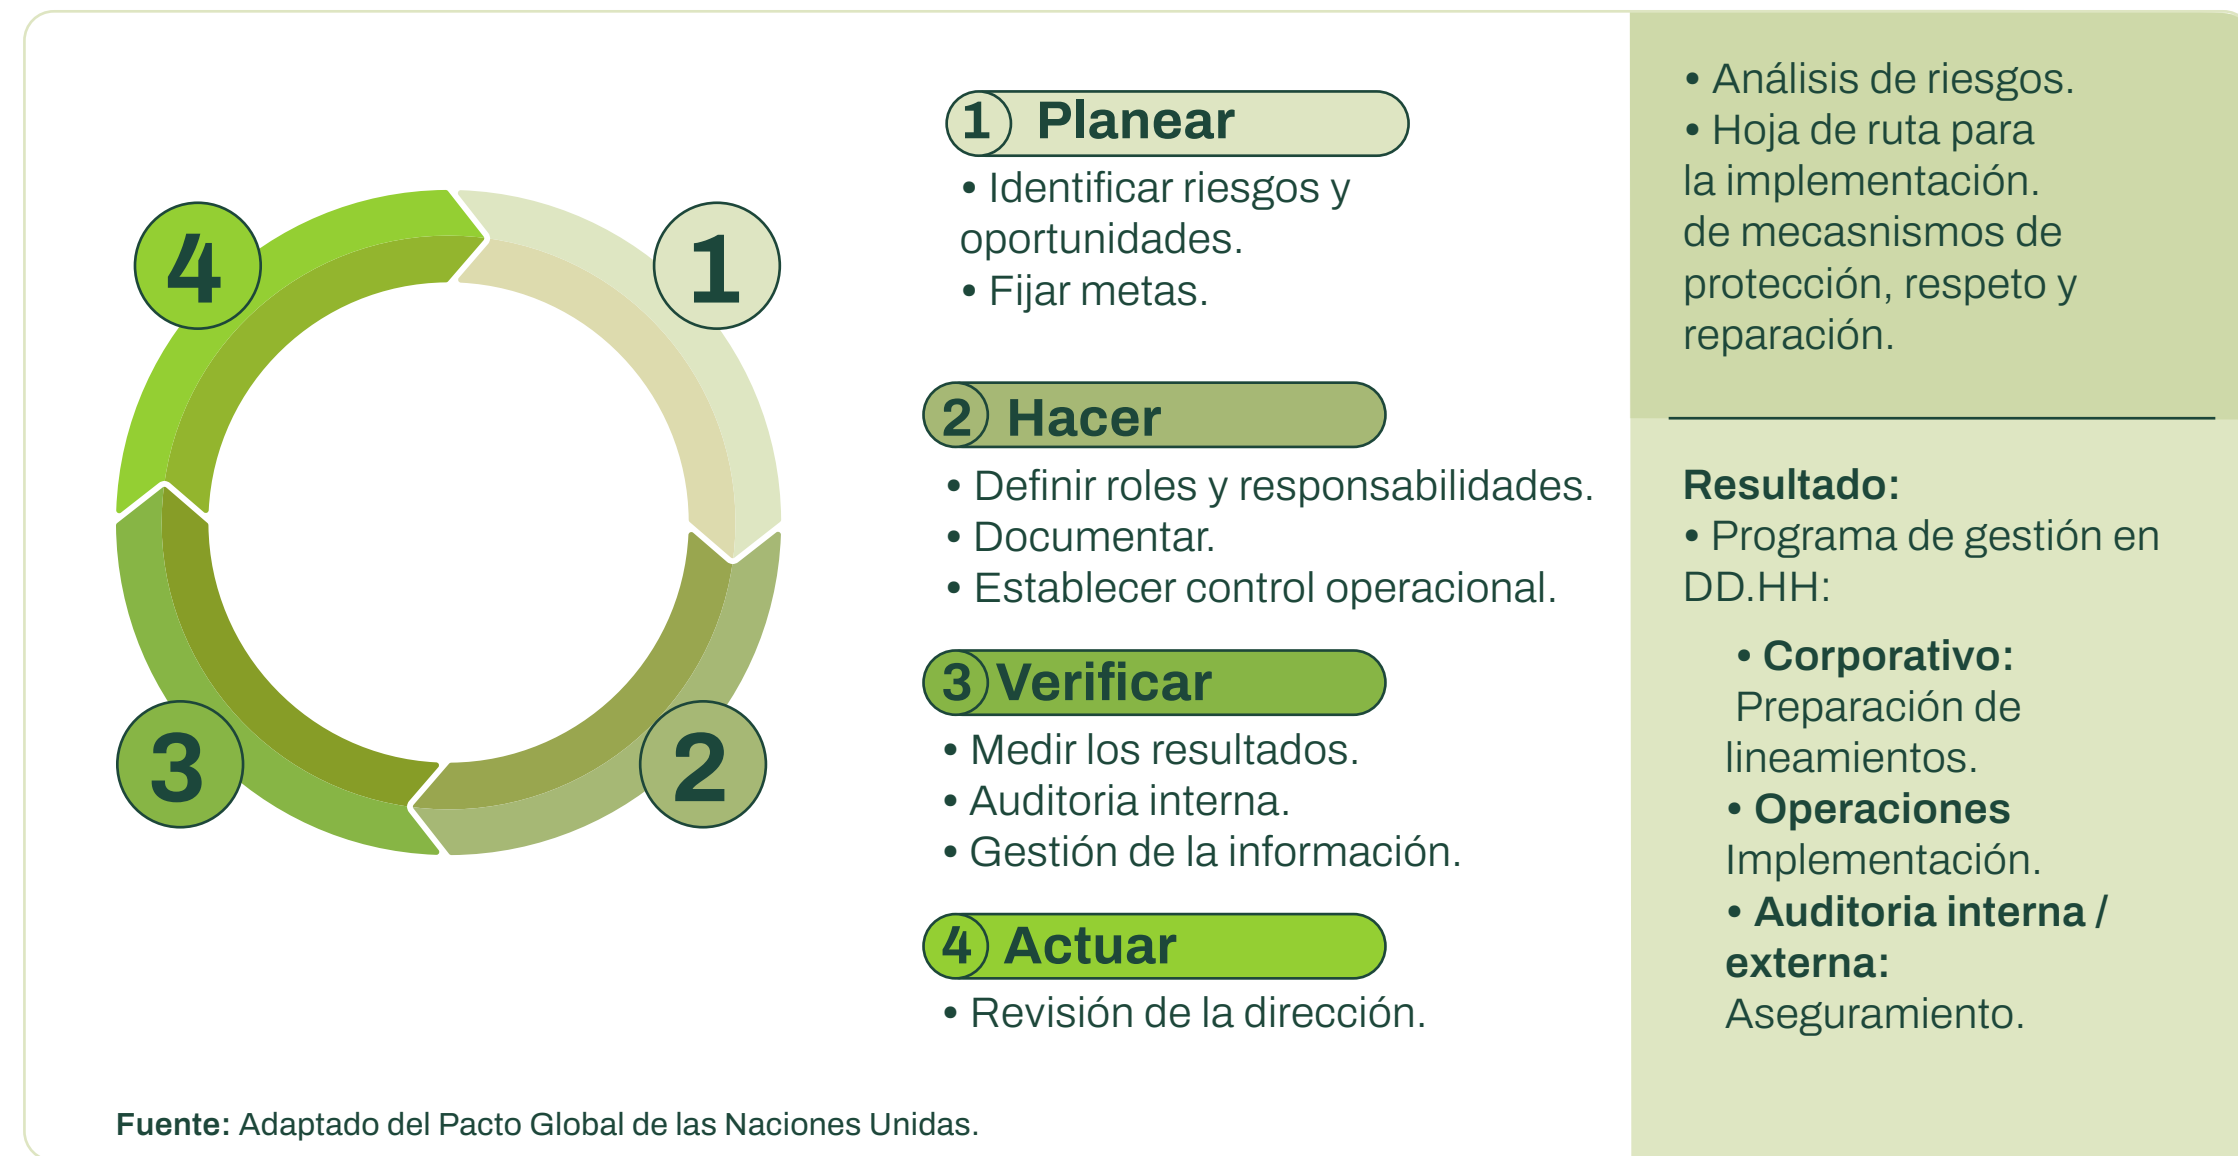 4
1
3
2
1 Planear
• Identificar riesgos y
oportunidades.
• Fijar metas.
2 Hacer
• Definir roles y responsabilidades.
• Documentar.
• Establecer control operacional.
3 Verificar
• Medir los resultados.
• Auditoria interna.
• Gestión de la información.
4 Actuar
• Revisión de la dirección.
• Análisis de riesgos.
• Hoja de ruta para
la implementación.
de mecasnismos de
protección, respeto y
reparación.
Resultado:
• Programa de gestión en
DD.HH:
• Corporativo:
Preparación de
lineamientos.
• Operaciones
Implementación.
• Auditoria interna /
externa:
Aseguramiento.
Fuente: Adaptado del Pacto Global de las Naciones Unidas.